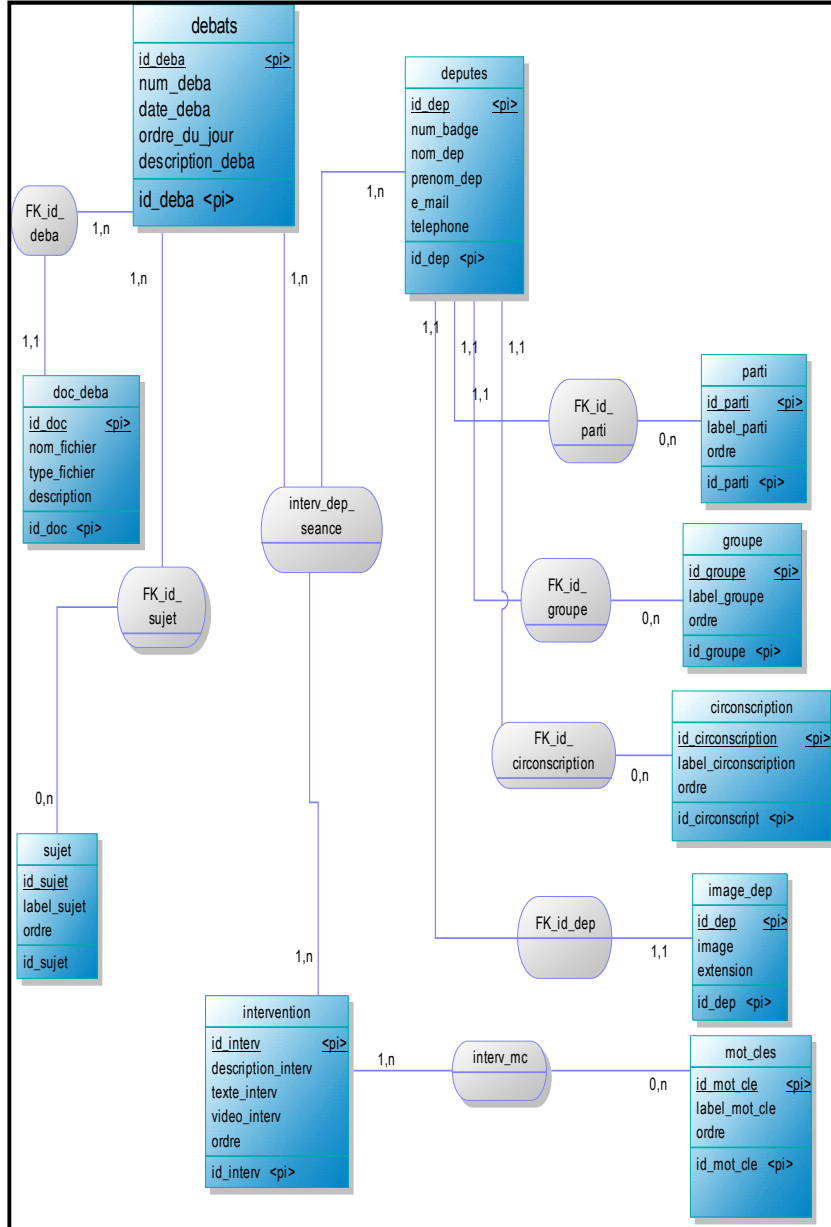 debats
id_deba <pi>
num_deba
date_deba
ordre_du_jour
description_deba
id_deba <pi>
deputes
id_dep <pi>
num_badge
nom_dep
prenom_dep
e_mail
telephone
id_dep <pi>
FK_id_
deba
1,n
1,n
1,n
1,n
1,1
doc_deba
id_doc <pi>
nom_fichier
type_fichier
description
id_doc <pi>
1,1
1,1
1,1
1,1
FK_id_
parti
0,n
parti
id_parti <pi>
label_parti
ordre
id_parti <pi>
interv_dep_
seance
FK_id_
sujet
FK_id_
groupe
0,n
groupe
id_groupe <pi>
label_groupe
ordre
id_groupe <pi>
FK_id_
circonscription
0,n
circonscription
id_circonscription <pi>
label_circonscription
ordre
id_circonscript <pi>
0,n
sujet
id_sujet
label_sujet
ordre
id_sujet
FK_id_dep
1,1
image_dep
id_dep <pi>
image
extension
id_dep <pi>
1,n
intervention
id_interv <pi>
description_interv
texte_interv
video_interv
ordre
id_interv <pi>
1,n
interv_mc
0,n
mot_cles
id_mot_cle <pi>
label_mot_cle
ordre
id_mot_cle <pi>